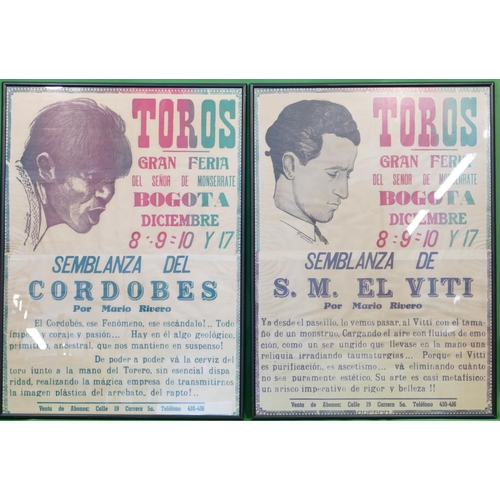 TOROS
GRAN FERIA
DEL SEÑOR DE MONSERRATE
BOGOTA
DICIEMBRE
8-9=10 Y 17
SEMBLANZA DEL
CORDOBES
Por Mario Rivero
El Cordobés, ese Fenómeno, ese escándalo!.. Todo
ímpetu y coraje y pasión.... Hay en él algo geológico,
primitivo, ancestral, que nos mantiene en suspenso!
De poder a poder vá la cerviz del
toro junto a la mano del Torero, sin esencial dispa
ridad, realizando la mágica empresa de transmitirnos
la imagen plástica del arrebato, del rapto!..
Venta de Abonos: Calle 19 Carrera 5a. Teléfono 410-416
TOROS
GRAN FERIA
DEL SEÑOR DE MONSERRATE
BOGOTA
DICIEMBRE
8-9=10 Y 17
SEMBLANZA DE
S. M. EL VITI
Por Mario Rivero
Ya desde el paseillo, lo vemos pasar, al Vitti con el tama-
ño de un monstruo, Cargando el aire con fluídos de emo-
ción, como un ser ungido que llevase en la mano una
reliquia irradiando taumaturgias... Porque el Viti
es purificación, es ascetismo... vá eliminando cuánto
no sea puramente estético. Su arte es casi metafísico:
un arisco imperativo de rigor y belleza !!
Venta de Abonos: Calle 19 Carrera 5a. Teléfono 410-416